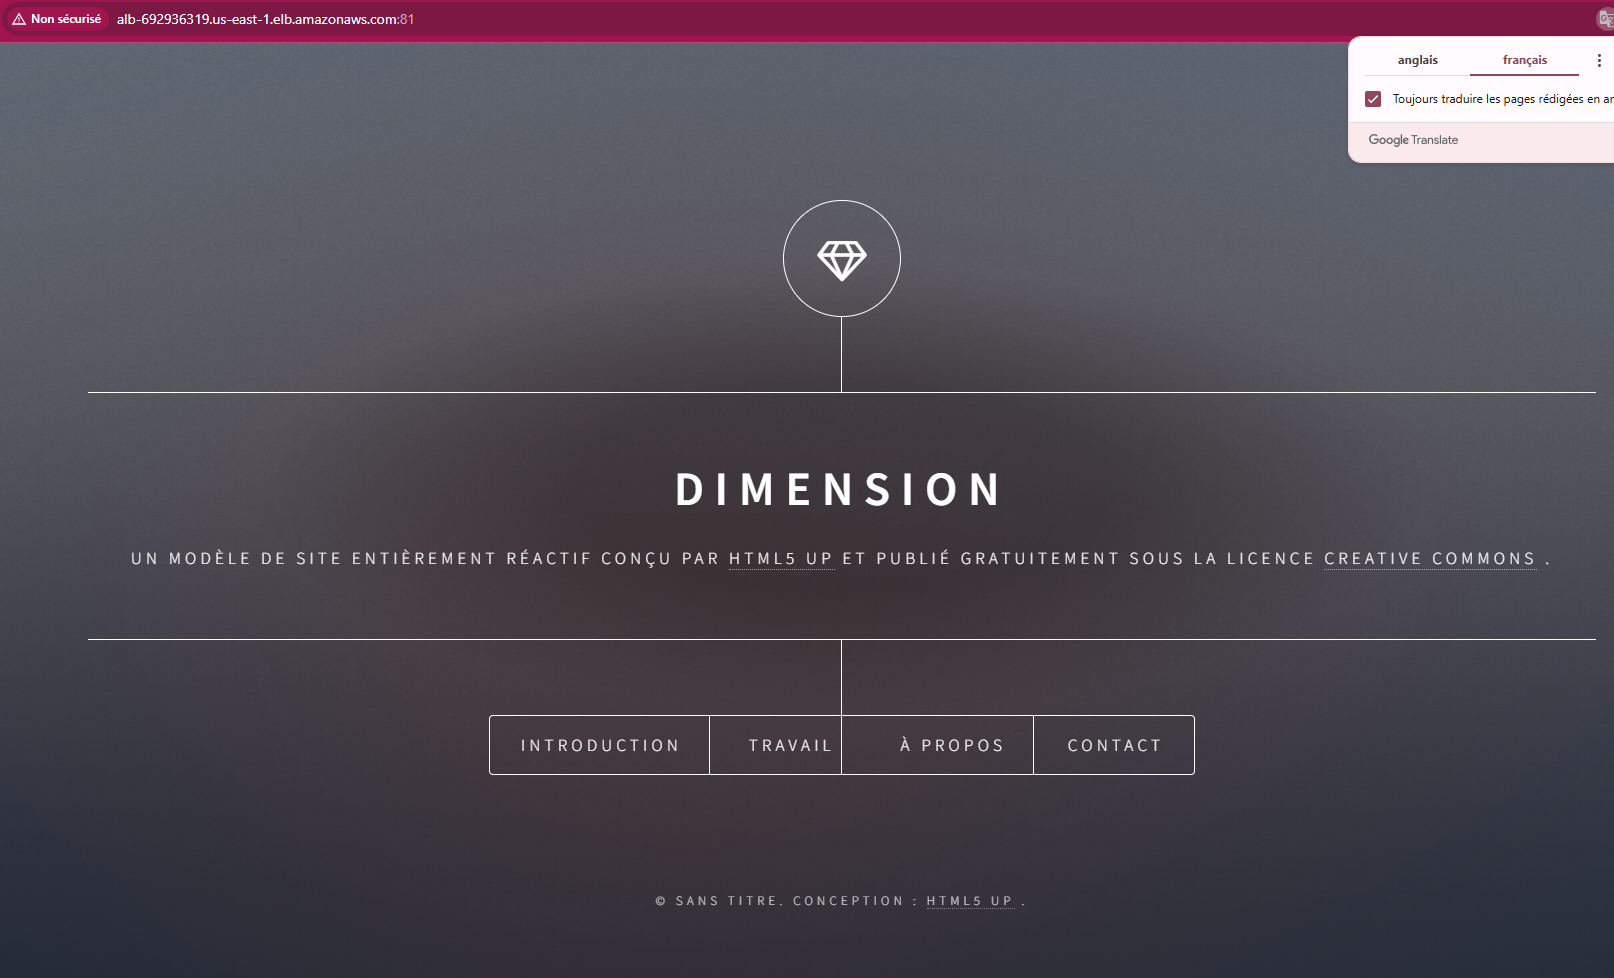 Non sécurisé alb-692936319.us-east-1.elb.amazonaws.com:81
anglais français
Toujours traduire les pages rédigées en
Google Translate
DIMENSION
UN MODÈLE DE SITE ENTIÈREMENT RÉACTIF CONÇU PAR HTML5 UP ET PUBLIÉ GRATUITEMENT SOUS LA LICENCE CREATIVE COMMONS .
INTRODUCTION TRAVAIL À PROPOS CONTACT
© SANS TITRE. CONCEPTION : HTML5 UP .